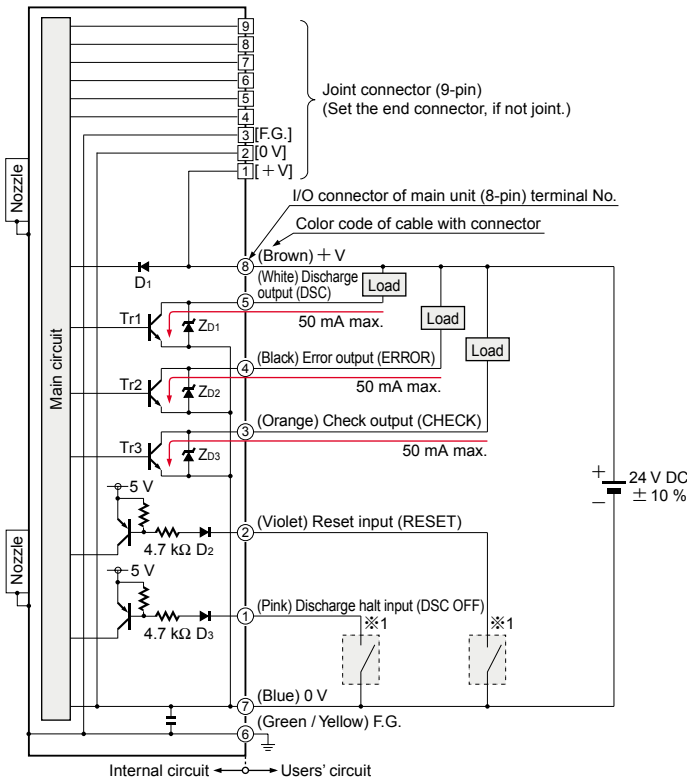 9
8
7
6
5
4
3 [F.G.]
2 [0 V]
1 [+V]
Joint connector (9-pin)
(Set the end connector, if not joint.)
Nozzle
I/O connector of main unit (8-pin) terminal No.
Color code of cable with connector
8 (Brown) +V
D1
(White) Discharge
5 output (DSC)
Load
Tr1
ZD1
50 mA max.
Load
Main circuit
4 (Black) Error output (ERROR)
Load
Tr2
ZD2
50 mA max.
3 (Orange) Check output (CHECK)
Tr3
ZD3
50 mA max.
+
24 V DC
−
± 10 %
5 V
2 (Violet) Reset input (RESET)
4.7 kΩ D2
Nozzle
5 V
1 (Pink) Discharge halt input (DSC OFF)
※1
※1
4.7 kΩ D3
7 (Blue) 0 V
6 (Green / Yellow) F.G.
Internal circuit
Users' circuit